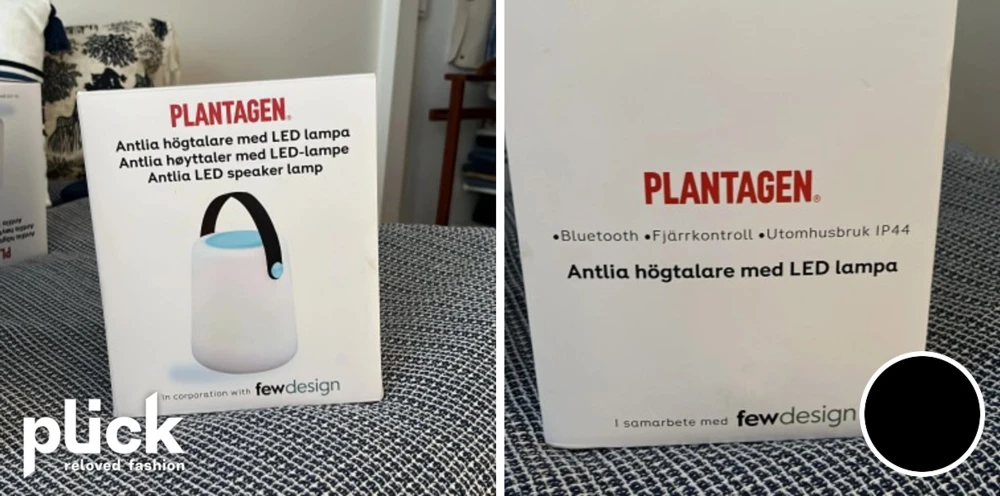 PLANTAGEN®
Antlia högtalare med LED lampa
Antlia høyttaler med LED-lampe
Antlia LED speaker lamp
in corporation with fewdesign
plick
reloved fashion
PLANTAGEN®
•Bluetooth •Fjärrkontroll •Utomhusbruk IP44
Antlia högtalare med LED lampa
I samarbete med fewdesign